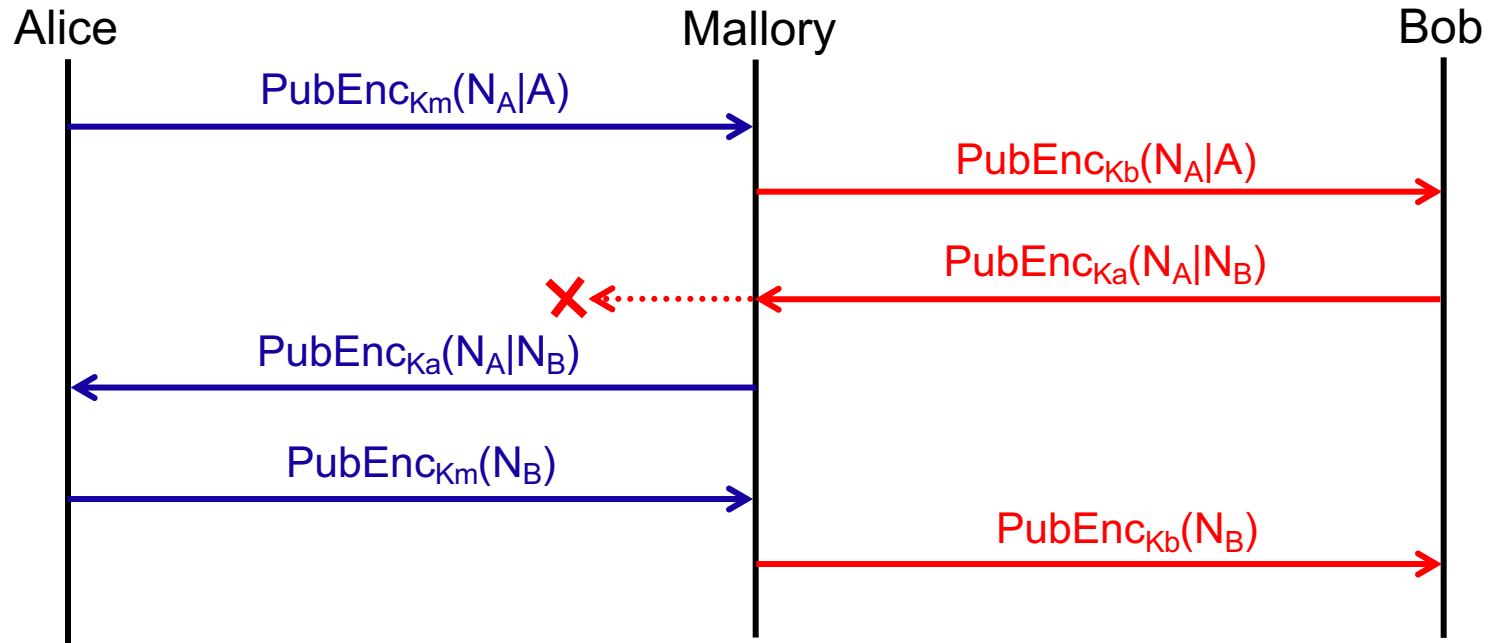 Alice
Mallory
Bob
PubEncKm(NA|A)
PubEncKb(NA|A)
PubEncKa(NA|NB)
PubEncKa(NA|NB)
PubEncKm(NB)
PubEncKb(NB)